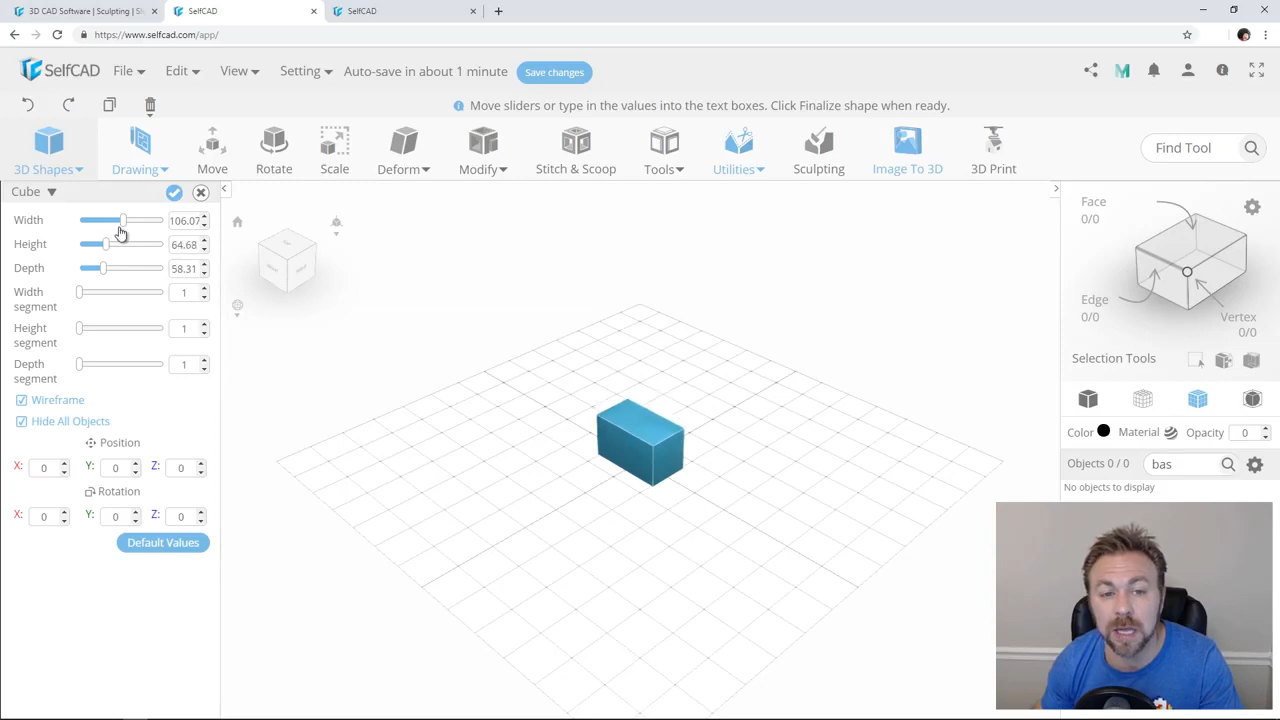 3D CAD Software | Sculpting | Sl
SelfCAD
SelfCAD
https://www.selfcad.com/app/
SelfCAD
File
Edit
View
Setting
Auto-save in about 1 minute
Save changes
Move sliders or type in the values into the text boxes. Click Finalize shape when ready.
3D Shapes
Drawing
Move
Rotate
Scale
Deform
Modify
Stitch & Scoop
Tools
Utilities
Sculpting
Image To 3D
3D Print
Find Tool
Cube
Width
106.07
Height
64.68
Depth
58.31
Width segment
1
Height segment
1
Depth segment
1
Wireframe
Hide All Objects
Position
X: 0 Y: 0 Z: 0
Rotation
X: 0 Y: 0 Z: 0
Default Values
Face
0/0
Edge
0/0
Vertex
0/0
Selection Tools
Color
Material
Opacity
0
Objects 0 / 0
bas
No objects to display